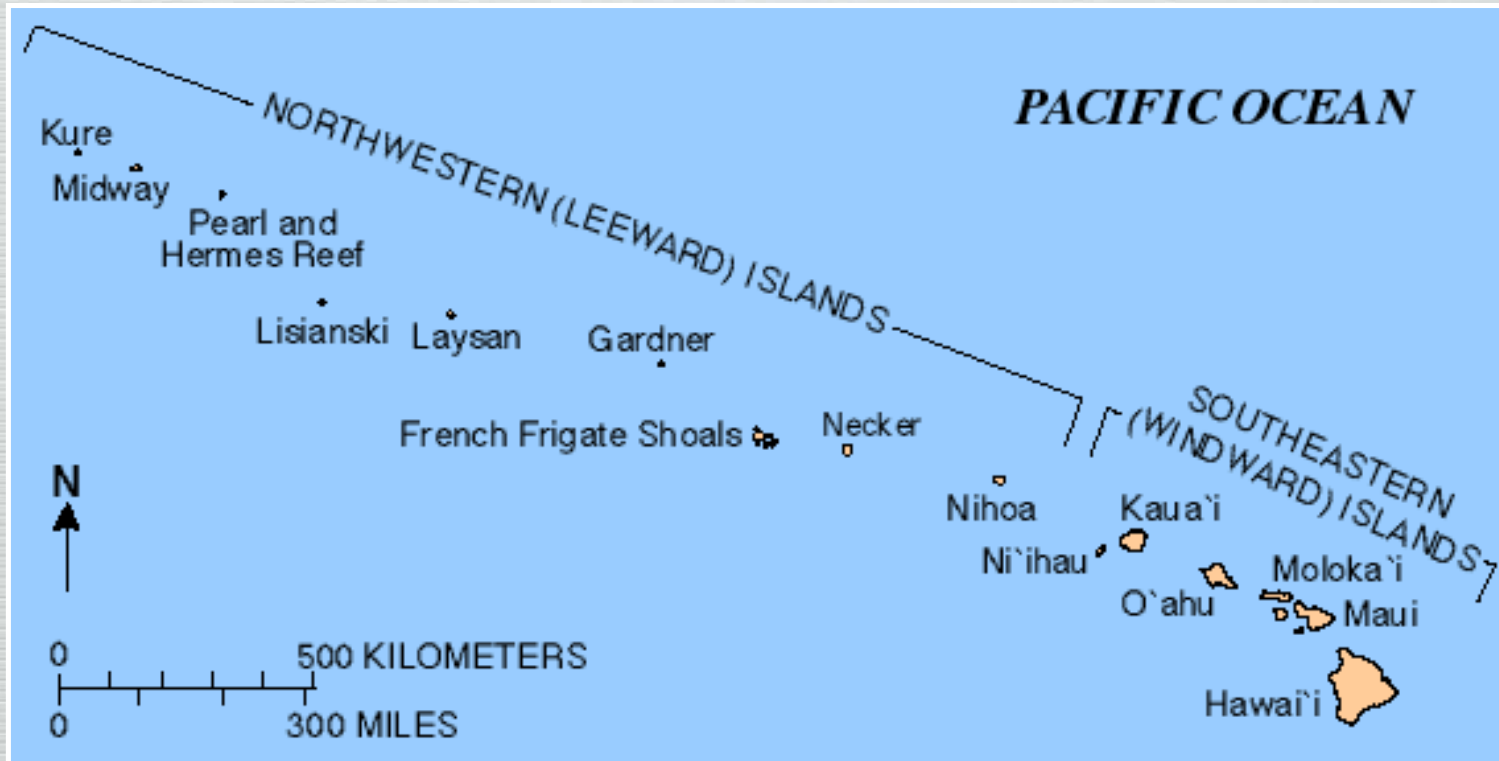 PACIFIC OCEAN
NORTHWESTERN (LEEWARD) ISLANDS
Kure
Midway
Pearl and
Hermes Reef
Lisianski
Laysan
Gardner
French Frigate Shoals
Necker
Nihoa
SOUTHEASTERN
(WINDWARD) ISLANDS
Ni`ihau
Kaua`i
O`ahu
Moloka`i
Maui
Hawai`i
N
0 500 KILOMETERS
0 300 MILES